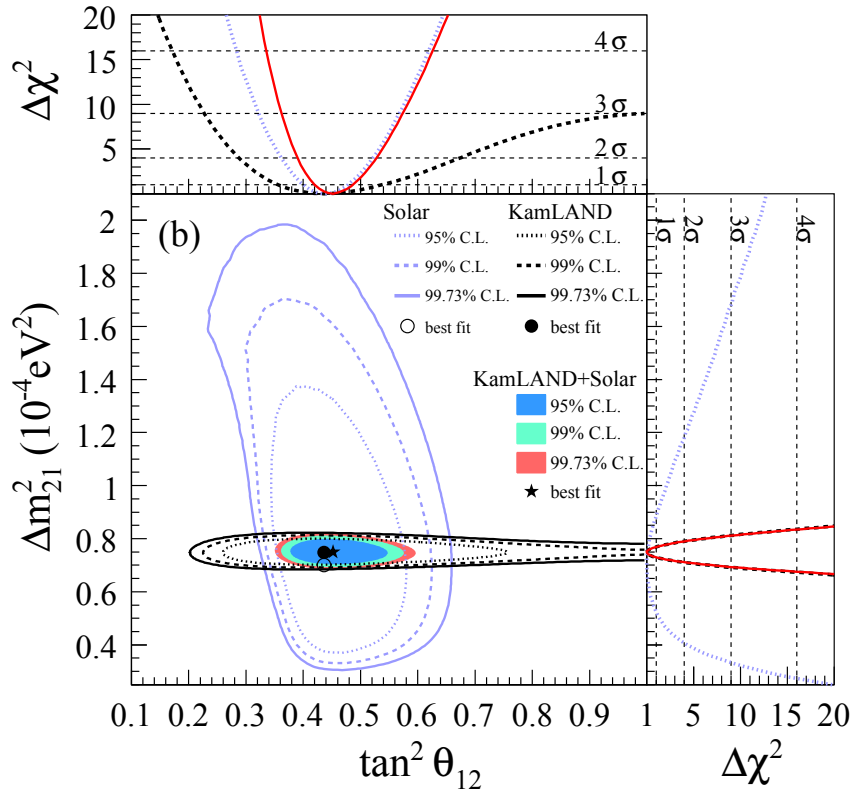 20
15
10
5
Δχ²
4σ
3σ
2σ
1σ
(b)
Solar KamLAND
95% C.L. 95% C.L.
99% C.L. 99% C.L.
99.73% C.L. 99.73% C.L.
best fit best fit
KamLAND+Solar
95% C.L.
99% C.L.
99.73% C.L.
best fit
1σ 2σ 3σ 4σ
2
1.8
1.6
1.4
1.2
1
0.8
0.6
0.4
Δm²₂₁ (10⁻⁴eV²)
0.1 0.2 0.3 0.4 0.5 0.6 0.7 0.8 0.9 1 5 10 15 20
tan² θ₁₂ Δχ²